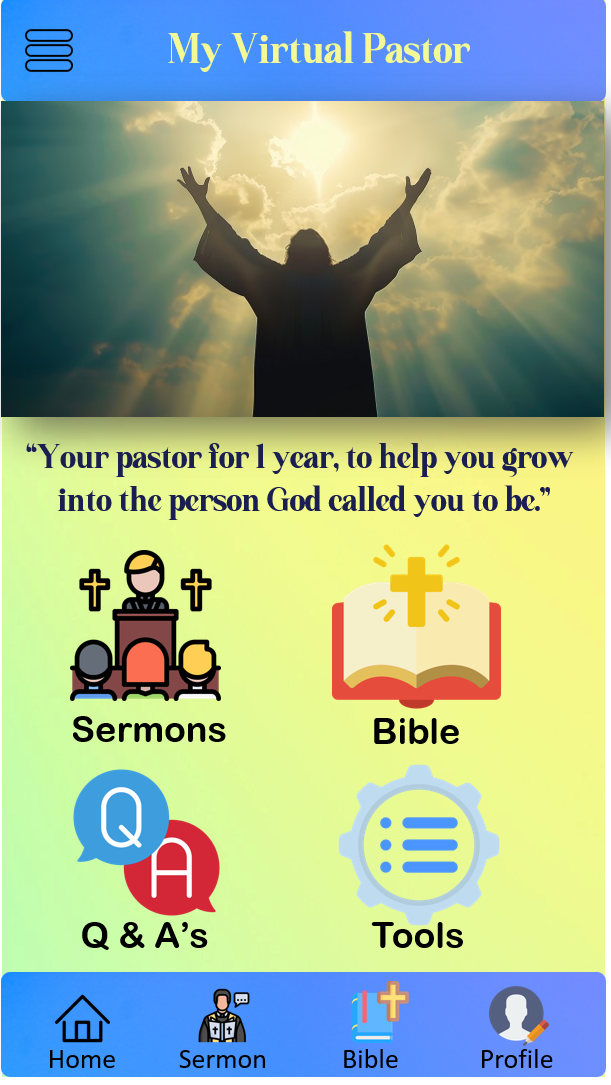 My Virtual Pastor
“Your pastor for 1 year, to help you grow
into the person God called you to be.”
Sermons
Bible
Q
A
Q & A’s
Tools
Home
Sermon
Bible
Profile